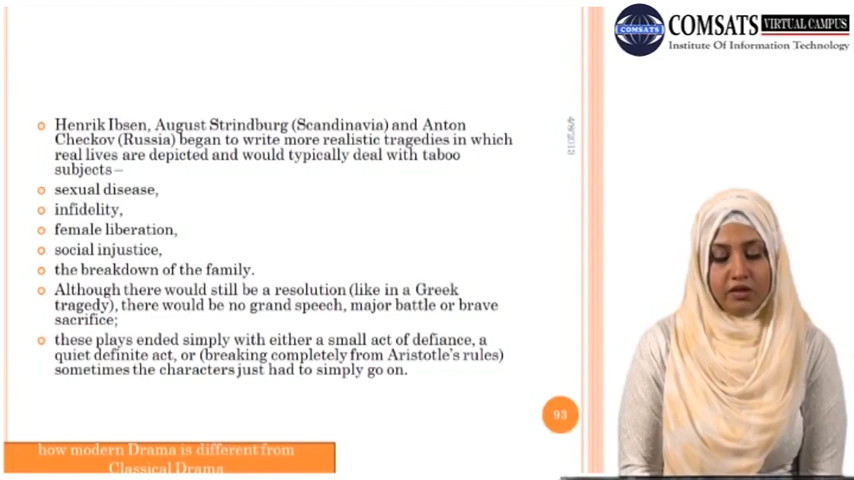 COMSATS VIRTUAL CAMPUS
COMSATS
Institute Of Information Technology
Henrik Ibsen, August Strindburg (Scandinavia) and Anton
Checkov (Russia) began to write more realistic tragedies in which
real lives are depicted and would typically deal with taboo
subjects–
sexual disease,
infidelity,
female liberation,
social injustice,
the breakdown of the family.
Although there would still be a resolution (like in a Greek
tragedy), there would be no grand speech, major battle or brave
sacrifice;
these plays ended simply with either a small act of defiance, a
quiet definite act, or (breaking completely from Aristotle's rules)
sometimes the characters just had to simply go on.
93
how modern Drama is different from
Classical Drama